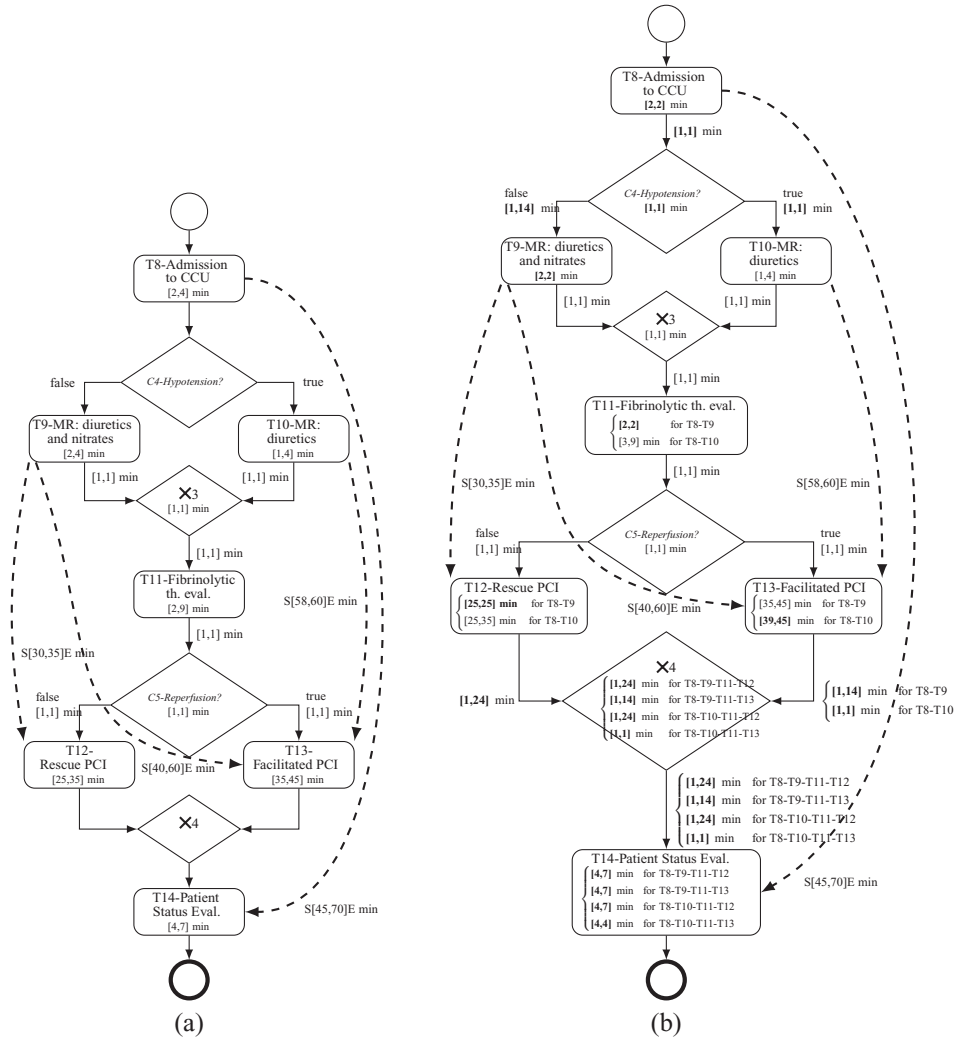 T8-Admission
to CCU
[2,4] min
C4-Hypotension?
false
true
T9-MR: diuretics
and nitrates
[2,4] min
T10-MR:
diuretics
[1,4] min
[1,1] min
[1,1] min
×3
[1,1] min
[1,1] min
T11-Fibrinolytic
th. eval.
[2,9] min
S[58,60]E min
[1,1] min
S[30,35]E min
C5-Reperfusion?
[1,1] min
false
[1,1] min
true
[1,1] min
T12-
Rescue PCI
[25,35] min
S[40,60]E min
T13-
Facilitated PCI
[35,45] min
×4
T14-Patient
Status Eval.
[4,7] min
S[45,70]E min
(a)
T8-Admission
to CCU
[2,2] min
[1,1] min
C4-Hypotension?
[1,1] min
false
[1,14] min
true
[1,1] min
T9-MR: diuretics
and nitrates
[2,2] min
T10-MR:
diuretics
[1,4] min
[1,1] min
[1,1] min
×3
[1,1] min
[1,1] min
T11-Fibrinolytic th. eval.
[2,2] for T8-T9
[3,9] min for T8-T10
[1,1] min
S[30,35]E min
S[58,60]E min
C5-Reperfusion?
[1,1] min
false
[1,1] min
true
[1,1] min
T12-Rescue PCI
[25,25] min for T8-T9
[25,35] min for T8-T10
S[40,60]E min
T13-Facilitated PCI
[35,45] min for T8-T9
[39,45] min for T8-T10
×4
[1,24] min for T8-T9-T11-T12
[1,14] min for T8-T9-T11-T13
[1,24] min for T8-T10-T11-T12
[1,1] min for T8-T10-T11-T13
[1,24] min
[1,14] min for T8-T9
[1,1] min for T8-T10
[1,24] min for T8-T9-T11-T12
[1,14] min for T8-T9-T11-T13
[1,24] min for T8-T10-T11-T12
[1,1] min for T8-T10-T11-T13
T14-Patient Status Eval.
[4,7] min for T8-T9-T11-T12
[4,7] min for T8-T9-T11-T13
[4,7] min for T8-T10-T11-T12
[4,4] min for T8-T10-T11-T13
S[45,70]E min
(b)